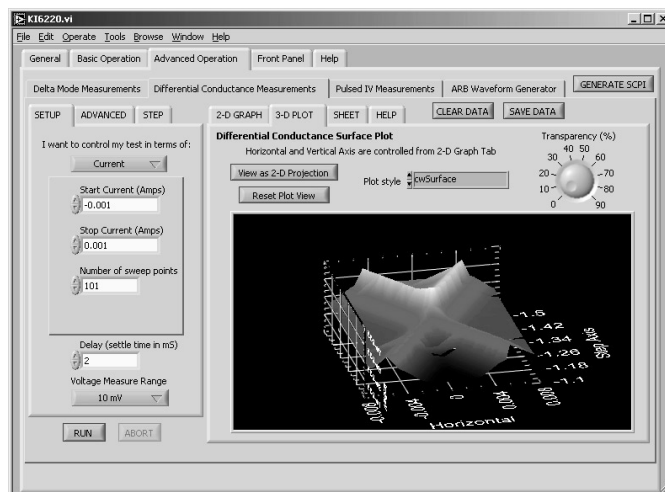 KI6220.vi
File Edit Operate Tools Browse Window Help
General Basic Operation Advanced Operation Front Panel Help
Delta Mode Measurements Differential Conductance Measurements Pulsed IV Measurements ARB Waveform Generator GENERATE SCPI
SETUP ADVANCED STEP
I want to control my test in terms of:
Current
Start Current (Amps)
-0.001
Stop Current (Amps)
0.001
Number of sweep points
101
Delay (settle time in mS)
2
Voltage Measure Range
10 mV
RUN ABORT
2-D GRAPH 3-D PLOT SHEET HELP CLEAR DATA SAVE DATA
Differential Conductance Surface Plot
Horizontal and Vertical Axis are controlled from 2-D Graph Tab
View as 2-D Projection
Reset Plot View
Plot style cwSurface
Transparency (%)
0 10 20 30 40 50 60 70 80 90
-1.5
-1.42
-1.34
-1.26
-1.18
-1.1
Step Axis
0
Horizontal